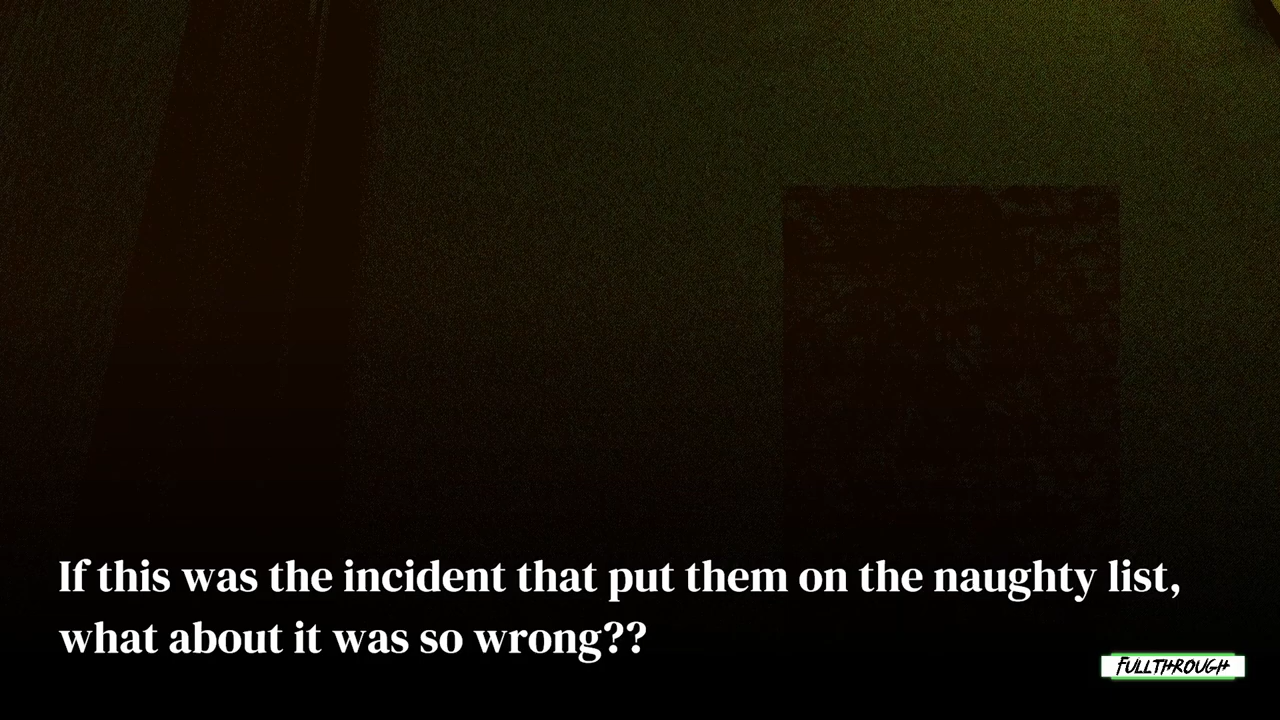 If this was the incident that put them on the naughty list,
what about it was so wrong??
FULLTHROUGH